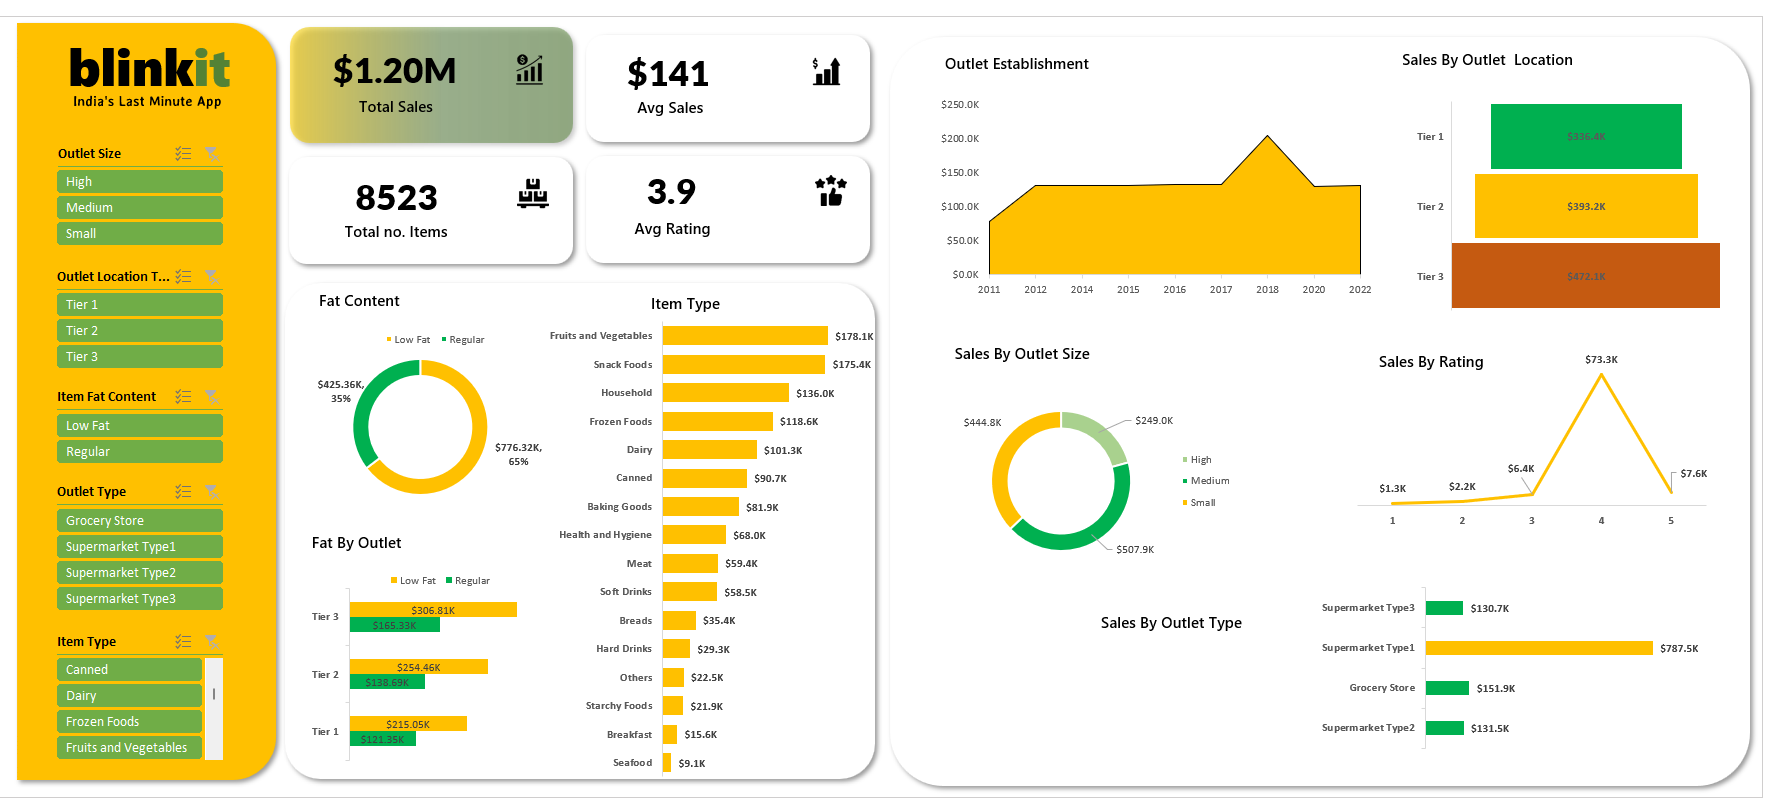 blinkit
India's Last Minute App
Outlet Size
High
Medium
Small
Outlet Location T...
Tier 1
Tier 2
Tier 3
Item Fat Content
Low Fat
Regular
Outlet Type
Grocery Store
Supermarket Type1
Supermarket Type2
Supermarket Type3
Item Type
Canned
Dairy
Frozen Foods
Fruits and Vegetables
$1.20M
Total Sales
$141
Avg Sales
8523
Total no. Items
3.9
Avg Rating
Fat Content
Low Fat Regular
$425.36K,
35%
$776.32K,
65%
Fat By Outlet
Low Fat Regular
Tier 3 $306.81K
$165.33K
Tier 2 $254.46K
$138.69K
Tier 1 $215.05K
$121.35K
Item Type
Fruits and Vegetables $178.1K
Snack Foods $175.4K
Household $136.0K
Frozen Foods $118.6K
Dairy $101.3K
Canned $90.7K
Baking Goods $81.9K
Health and Hygiene $68.0K
Meat $59.4K
Soft Drinks $58.5K
Breads $35.4K
Hard Drinks $29.3K
Others $22.5K
Starchy Foods $21.9K
Breakfast $15.6K
Seafood $9.1K
Outlet Establishment
$250.0K
$200.0K
$150.0K
$100.0K
$50.0K
$0.0K
2011 2012 2014 2015 2016 2017 2018 2020 2022
Sales By Outlet Location
Tier 1 $336.4K
Tier 2 $393.2K
Tier 3 $472.1K
Sales By Outlet Size
$444.8K
$249.0K
$507.9K
High
Medium
Small
Sales By Rating
$73.3K
$6.4K
$7.6K
$1.3K
$2.2K
1 2 3 4 5
Sales By Outlet Type
Supermarket Type3 $130.7K
Supermarket Type1 $787.5K
Grocery Store $151.9K
Supermarket Type2 $131.5K